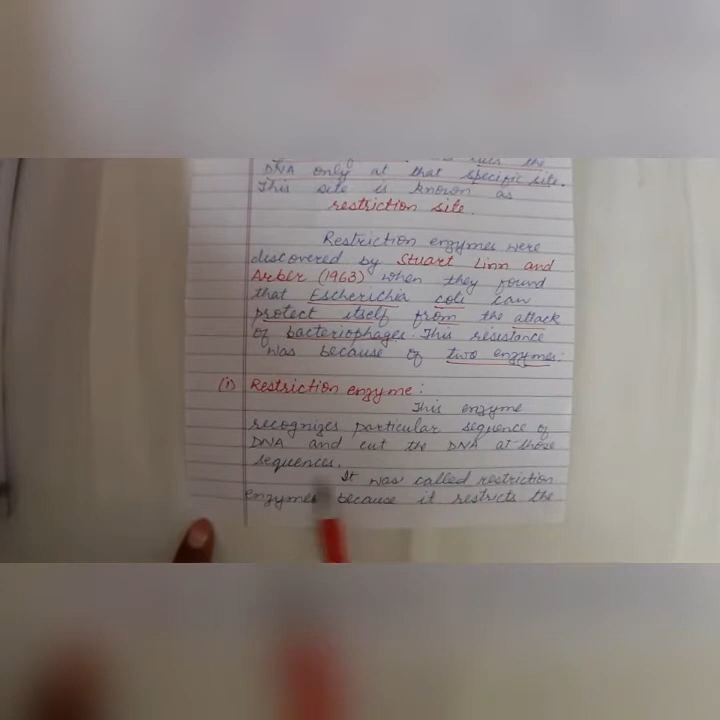 the
DNA only at that specific site.
This site is known as
restriction site.
Restriction enzymes were
discovered by Stuart Linn and
Arber (1963) when they found
that Escherichia coli can
protect itself from the attack
of bacteriophages. This resistance
was because of two enzymes:
(i) Restriction enzyme:
This enzyme
recognizes particular sequence of
DNA and cut the DNA at those
sequences.
It was called restriction
enzymes because it restricts the